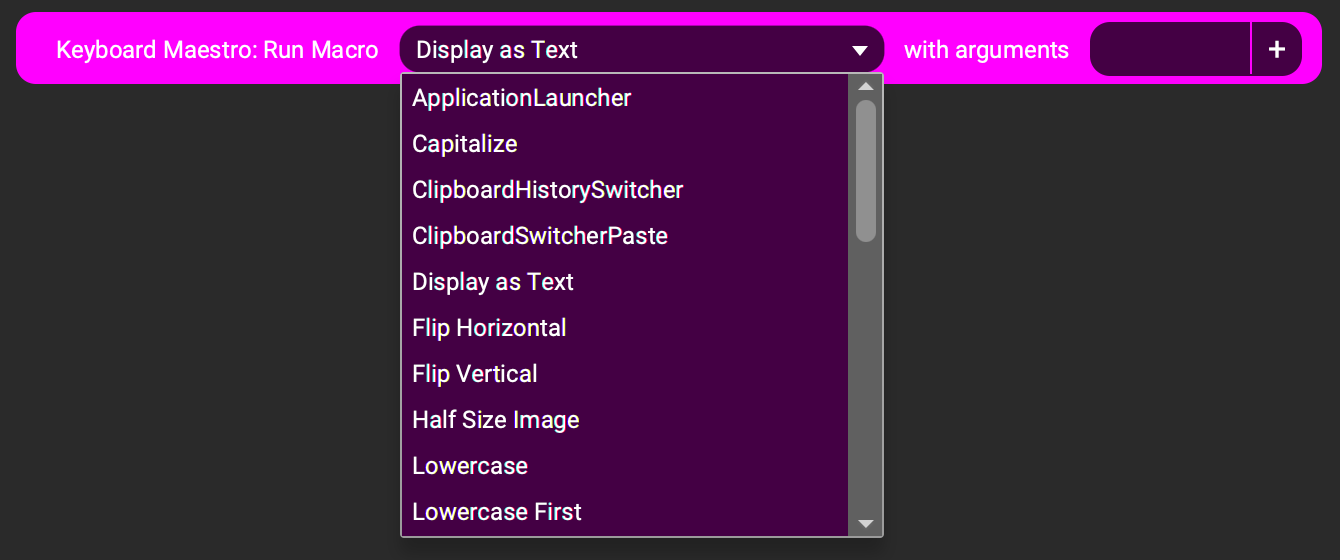 Keyboard Maestro: Run Macro Display as Text with arguments +
ApplicationLauncher
Capitalize
ClipboardHistorySwitcher
ClipboardSwitcherPaste
Display as Text
Flip Horizontal
Flip Vertical
Half Size Image
Lowercase
Lowercase First